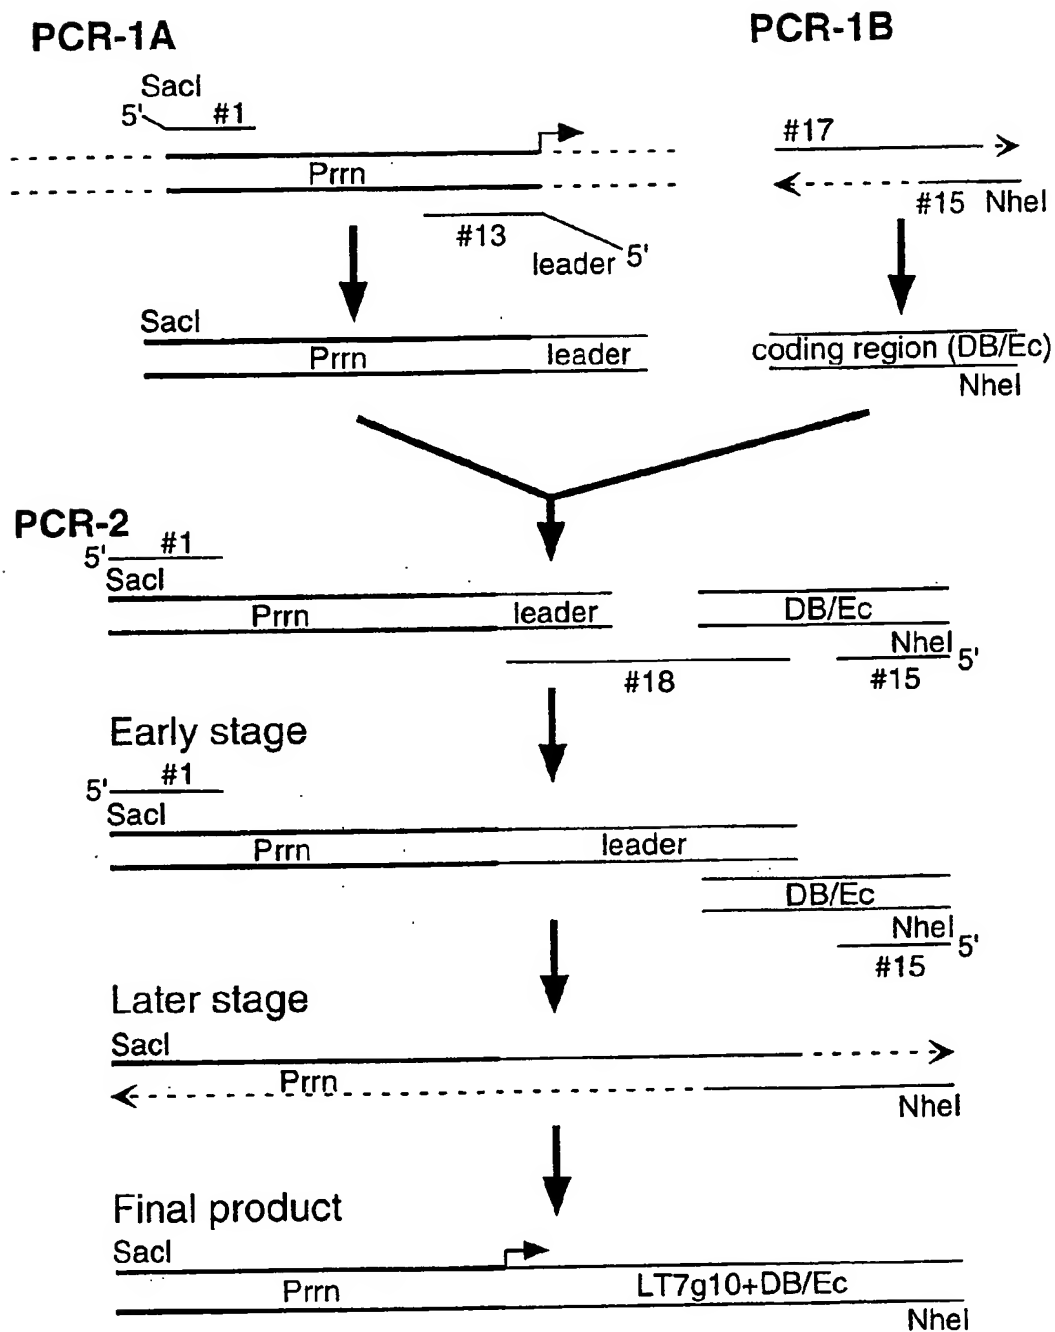 PCR-1A
PCR-1B
SacI
5' #1
#17
Prrn
#15 NheI
#13
leader 5'
SacI
Prrn leader
coding region (DB/Ec)
NheI
PCR-2
5' #1
SacI
Prrn leader DB/Ec
NheI 5'
#18 #15
Early stage
5' #1
SacI
Prrn leader
DB/Ec
NheI 5'
#15
Later stage
SacI
Prrn
NheI
Final product
SacI
Prrn LT7g10+DB/Ec
NheI